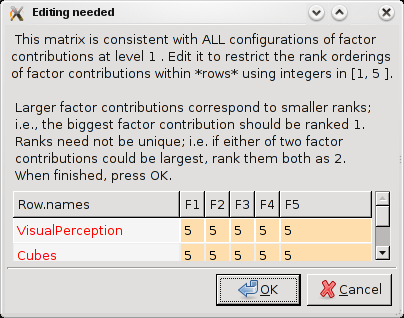 Editing needed
This matrix is consistent with ALL configurations of factor
contributions at level 1 . Edit it to restrict the rank orderings
of factor contributions within *rows* using integers in [1, 5 ].
Larger factor contributions correspond to smaller ranks;
i.e., the biggest factor contribution should be ranked 1.
Ranks need not be unique; i.e. if either of two factor
contributions could be largest, rank them both as 2.
When finished, press OK.
Row.names F1 F2 F3 F4 F5
VisualPerception 5 5 5 5 5
Cubes 5 5 5 5 5
OK Cancel